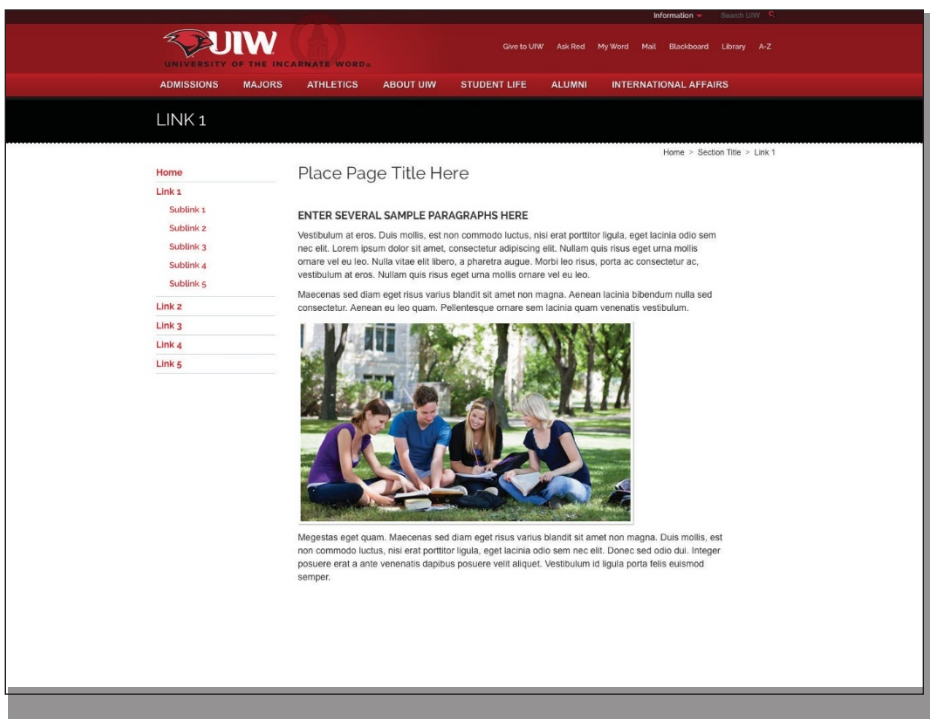 Information
Search UIW
UIW
UNIVERSITY OF THE INCARNATE WORD
Give to UIW Ask Red My Word Mail Blackboard Library A-Z
ADMISSIONS MAJORS ATHLETICS ABOUT UIW STUDENT LIFE ALUMNI INTERNATIONAL AFFAIRS
LINK 1
Home > Section Title > Link 1
Home
Link 1
Sublink 1
Sublink 2
Sublink 3
Sublink 4
Sublink 5
Link 2
Link 3
Link 4
Link 5
Place Page Title Here
ENTER SEVERAL SAMPLE PARAGRAPHS HERE
Vestibulum at eros. Duis mollis, est non commodo luctus, nisi erat porttitor ligula, eget lacinia odio sem
nec elit. Lorem ipsum dolor sit amet, consectetur adipiscing elit. Nullam quis risus eget urna mollis
ornare vel eu leo. Nulla vitae elit libero, a pharetra augue. Morbi leo risus, porta ac consectetur ac,
vestibulum at eros. Nullam quis risus eget urna mollis ornare vel eu leo.
Maecenas sed diam eget risus varius blandit sit amet non magna. Aenean lacinia bibendum nulla sed
consectetur. Aenean eu leo quam. Pellentesque ornare sem lacinia quam venenatis vestibulum.
Megestas eget quam. Maecenas sed diam eget risus varius blandit sit amet non magna. Duis mollis, est
non commodo luctus, nisi erat porttitor ligula, eget lacinia odio sem nec elit. Donec sed odio dui. Integer
posuere erat a ante venenatis dapibus posuere velit aliquet. Vestibulum id ligula porta felis euismod
semper.